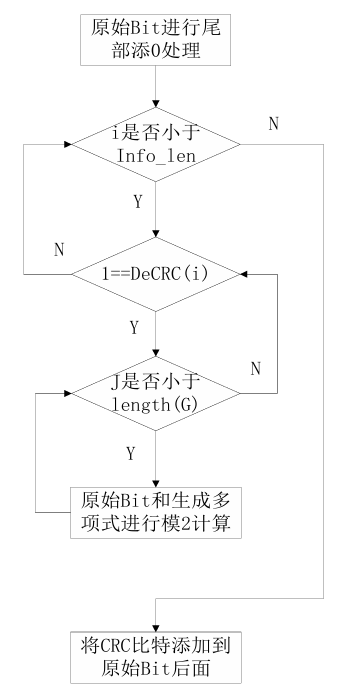 原始Bit进行尾
部添0处理
i是否小于
Info_len
N
Y
1==DeCRC(i)
N
Y
J是否小于
length(G)
N
Y
原始Bit和生成多
项式进行模2计算
将CRC比特添加到
原始Bit后面